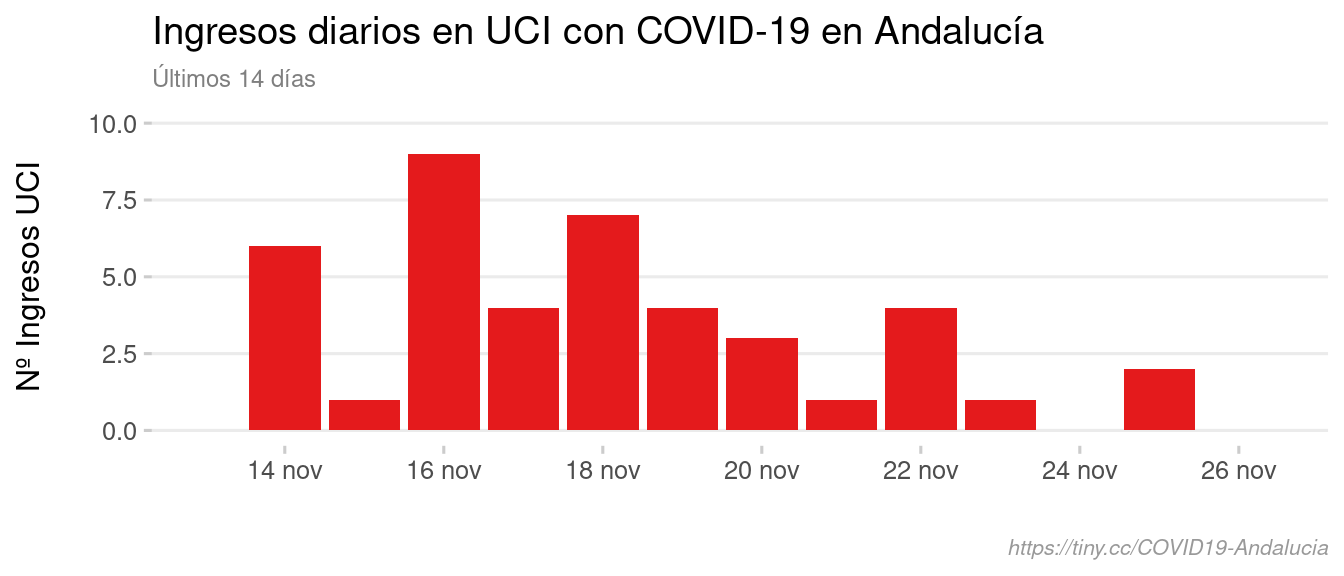 Ingresos diarios en UCI con COVID-19 en Andalucía
Últimos 14 días
Nº Ingresos UCI
10.0
7.5
5.0
2.5
0.0
14 nov 16 nov 18 nov 20 nov 22 nov 24 nov 26 nov
https://tiny.cc/COVID19-Andalucia